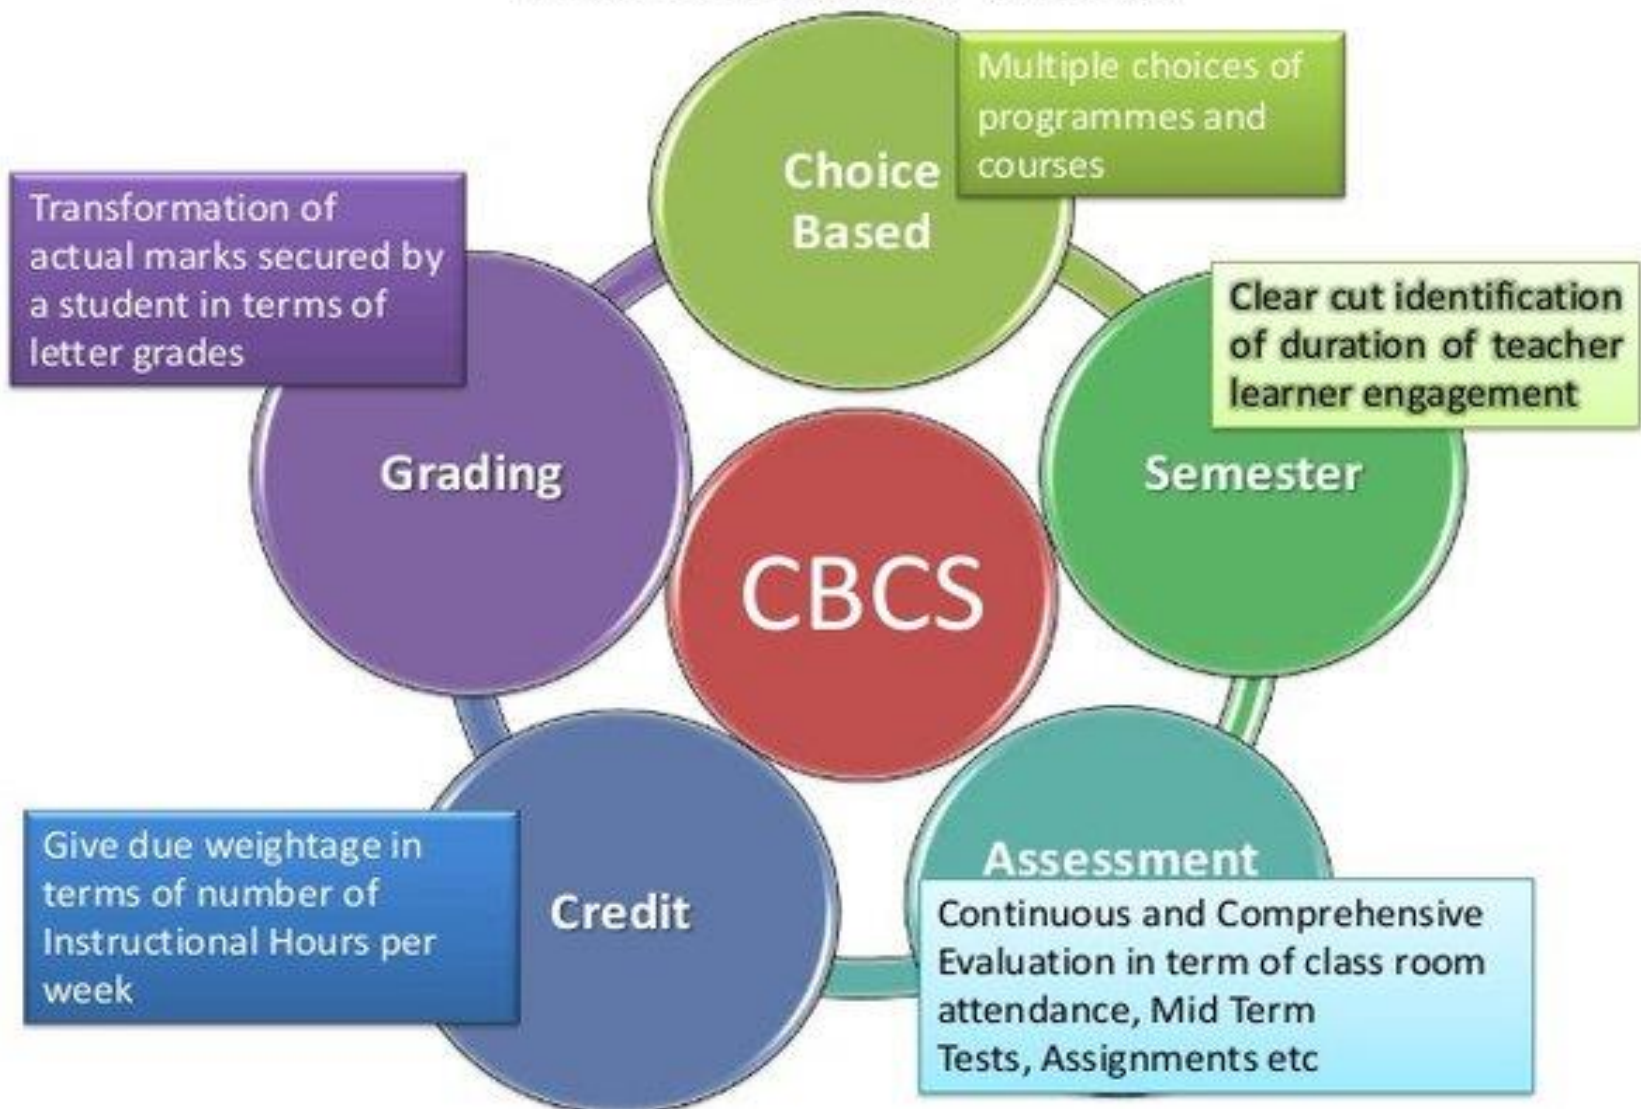 Multiple choices of
programmes and
courses
Choice
Based
Transformation of
actual marks secured by
a student in terms of
letter grades
Clear cut identification
of duration of teacher
learner engagement
Grading
Semester
CBCS
Give due weightage in
terms of number of
Instructional Hours per
week
Credit
Assessment
Continuous and Comprehensive
Evaluation in term of class room
attendance, Mid Term
Tests, Assignments etc